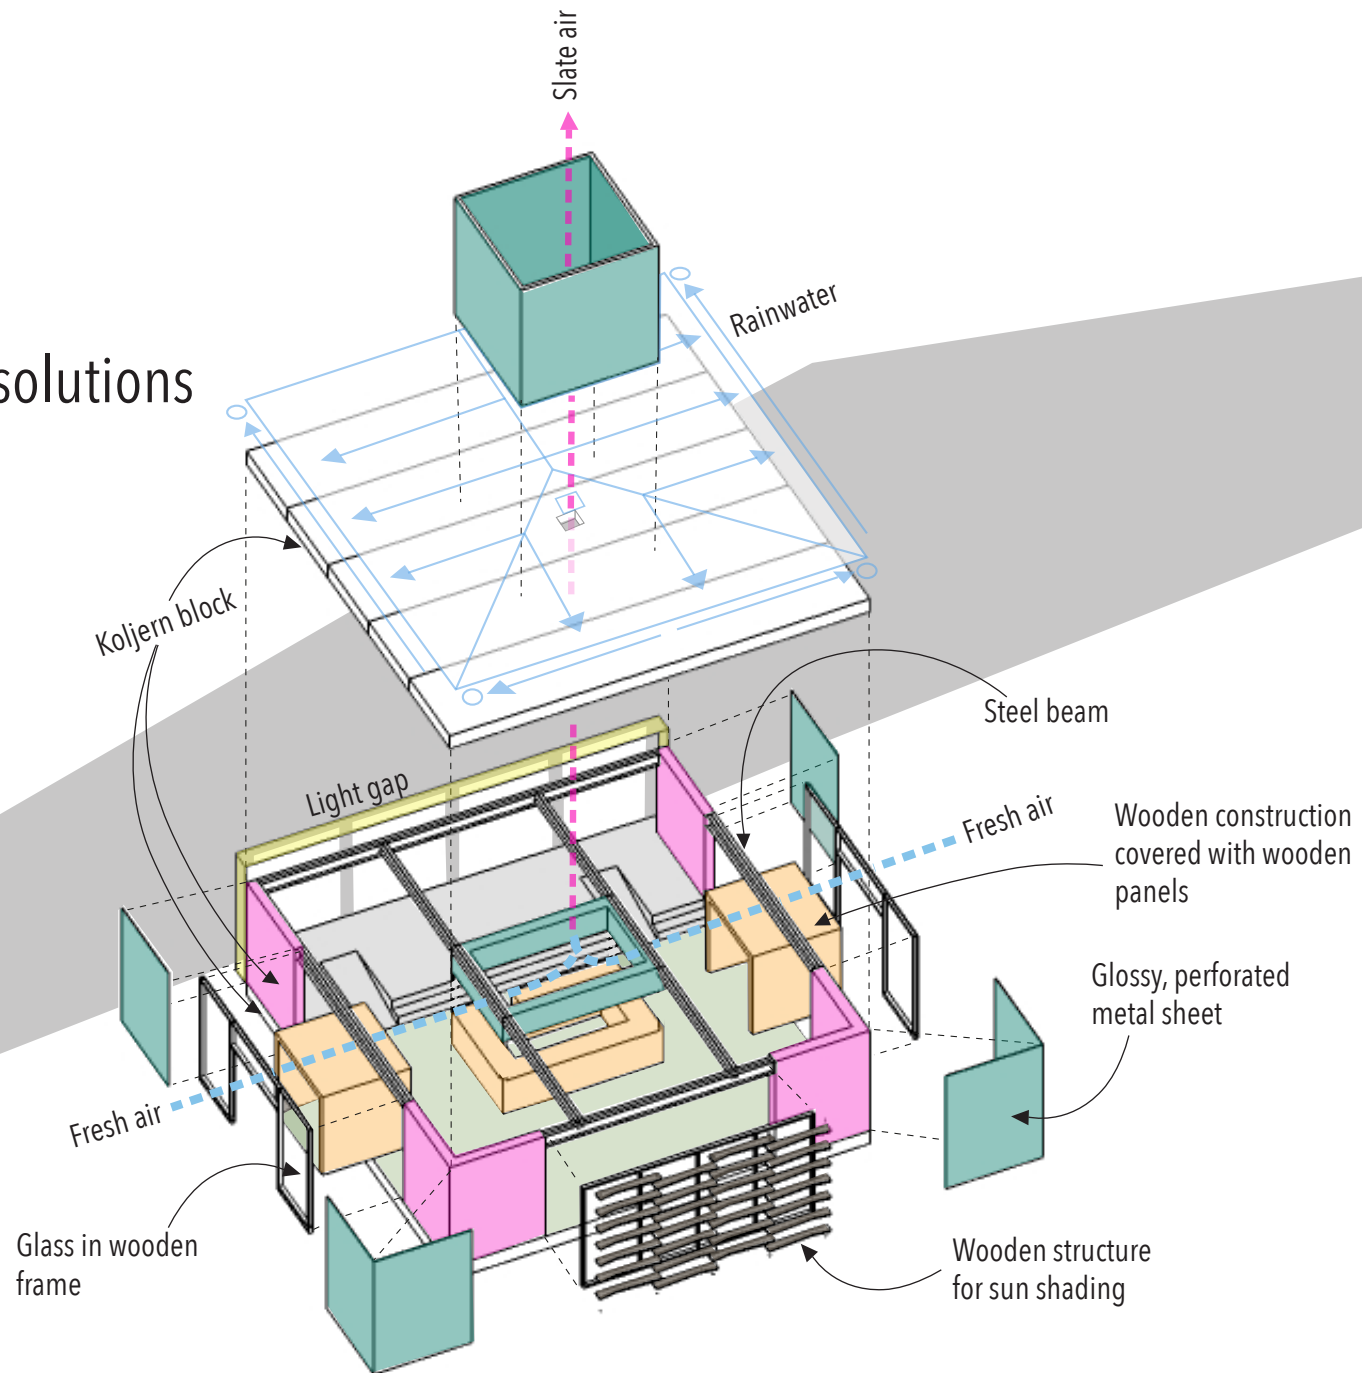 Slate air
Rainwater
solutions
Koljern block
Steel beam
Light gap
Fresh air
Wooden construction
covered with wooden
panels
Glossy, perforated
metal sheet
Fresh air
Glass in wooden
frame
Wooden structure
for sun shading